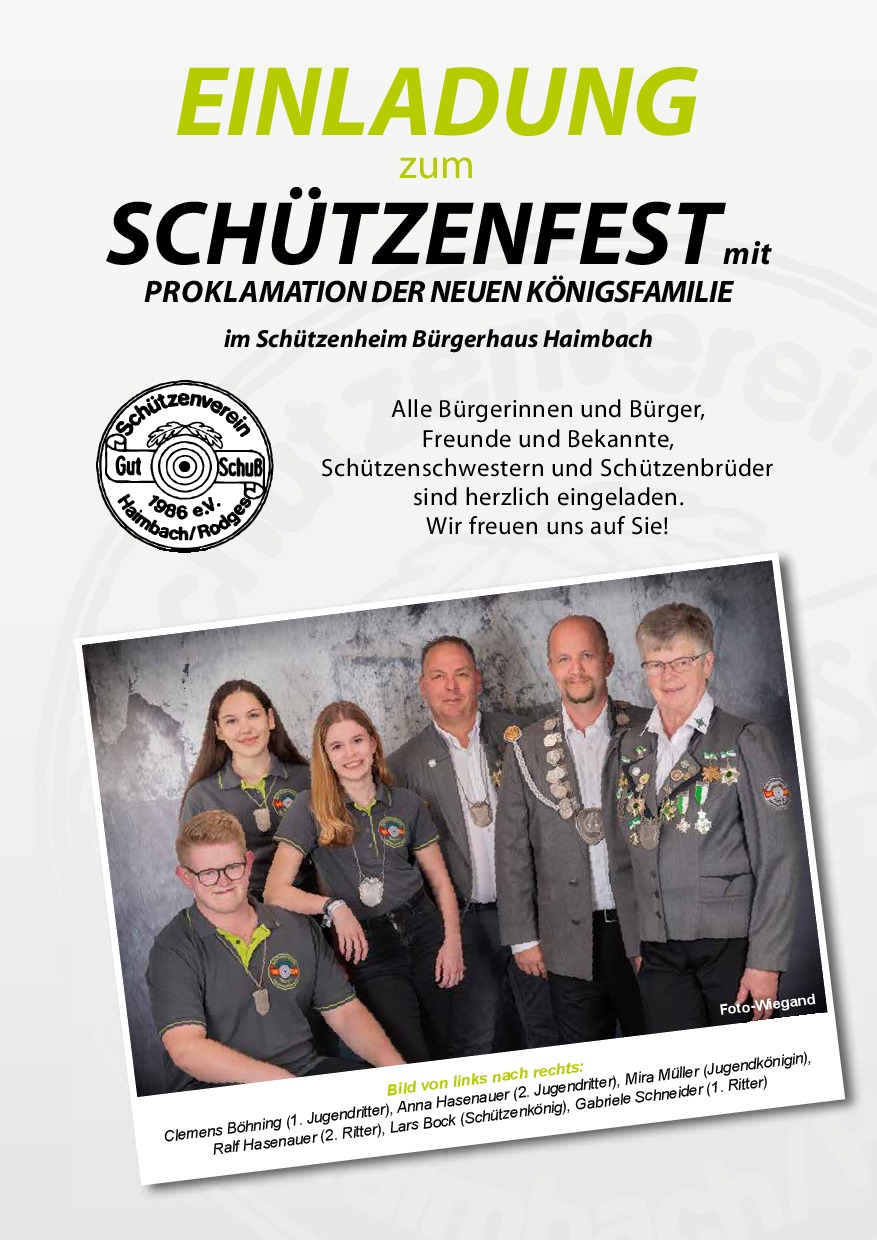 EINLADUNG
zum
SCHÜTZENFEST mit
PROKLAMATION DER NEUEN KÖNIGSFAMILIE
im Schützenheim Bürgerhaus Haimbach
Schützenverein
Gut Schuß
1986 e.V.
Haimbach/Rodges
Alle Bürgerinnen und Bürger,
Freunde und Bekannte,
Schützenschwestern und Schützenbrüder
sind herzlich eingeladen.
Wir freuen uns auf Sie!
Foto-Wiegand
Bild von links nach rechts:
Clemens Böhning (1. Jugendritter), Anna Hasenauer (2. Jugendritter), Mira Müller (Jugendkönigin),
Ralf Hasenauer (2. Ritter), Lars Bock (Schützenkönig), Gabriele Schneider (1. Ritter)